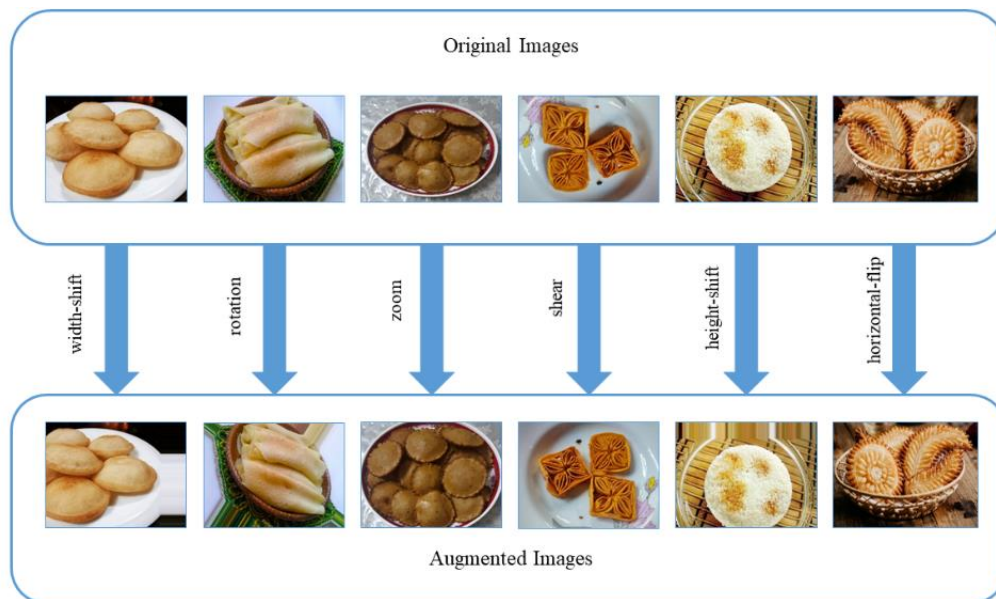 Original Images
width-shift
rotation
zoom
shear
height-shift
horizontal-flip
Augmented Images